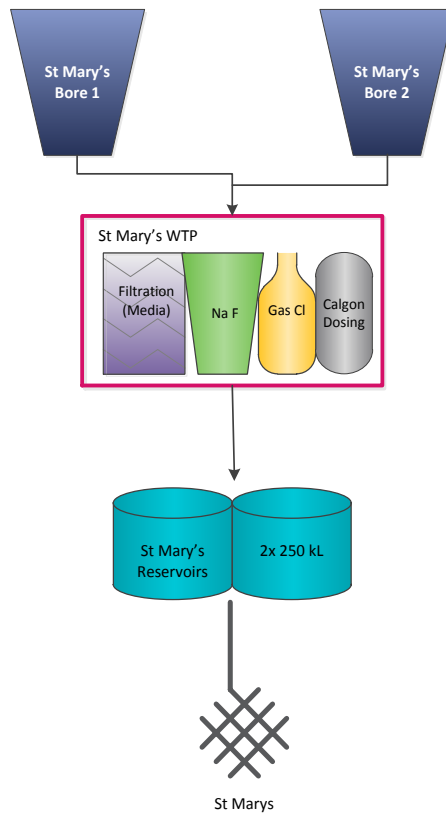 St Mary’s
Bore 1
St Mary’s
Bore 2
St Mary’s WTP
Filtration
(Media)
Na F
Gas Cl
Calgon
Dosing
St Mary’s
Reservoirs
2x 250 kL
St Marys